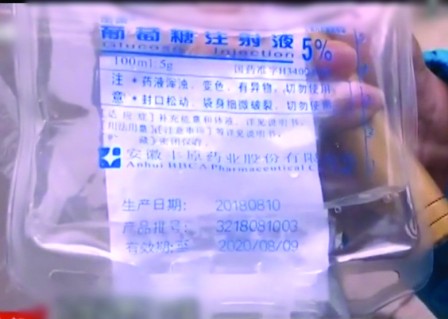 葡萄糖注射液 5%
Glucose Injection
100ml:5g 国药准字H3402
注 * 药液浑浊、变色、有异物，切勿使用
意 * 封口松动、袋身细微破裂，切勿使用
安徽丰原药业股份有限
Anhui BBCA Pharmaceutical
生产日期： 20180810
产品批号： 3218081003
有效期至 2020/08/09